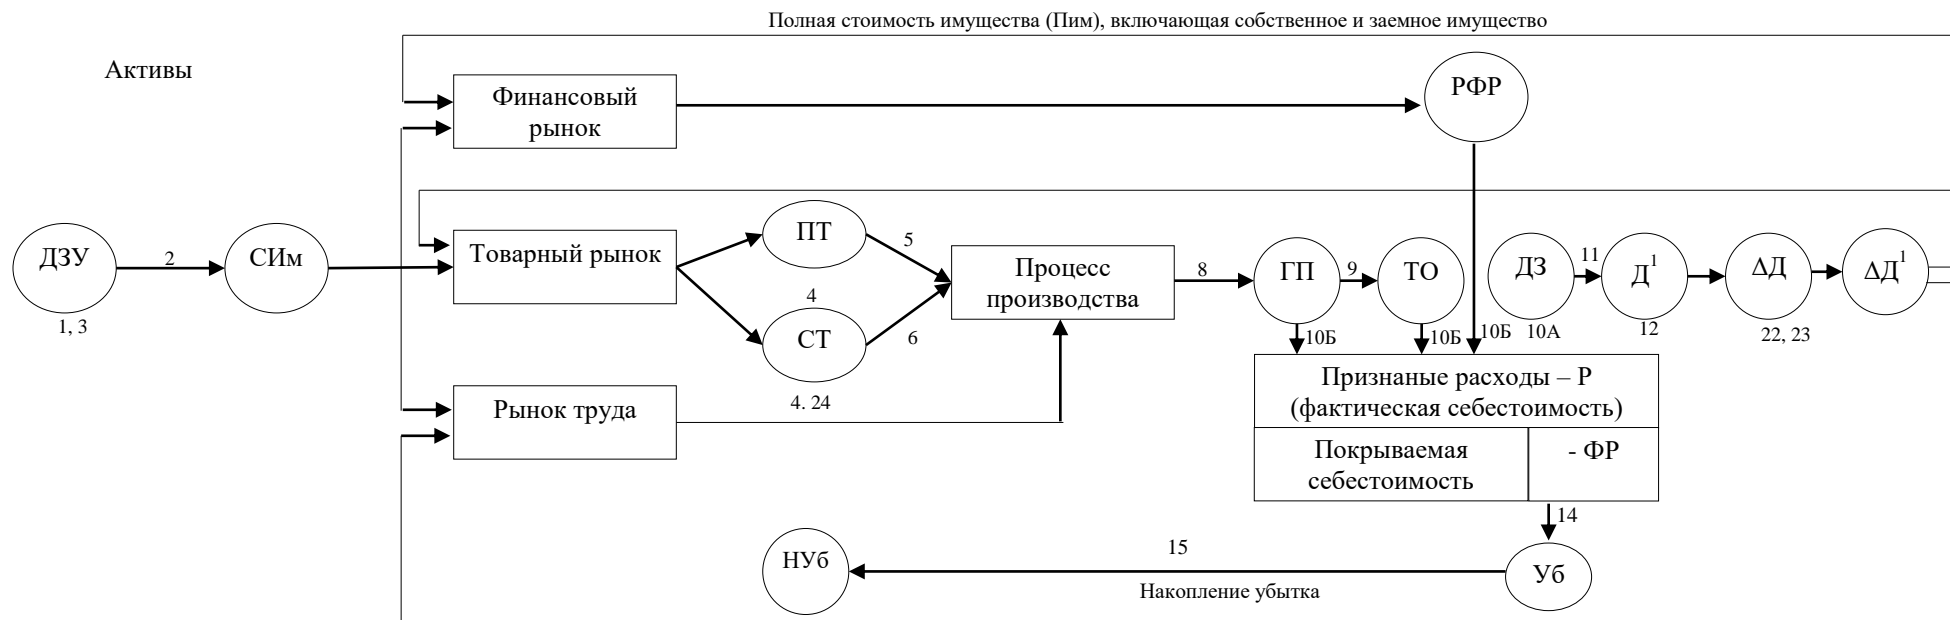 Полная стоимость имущества (Пим), включающая собственное и заемное имущество
Активы
Финансовый
рынок
РФР
ДЗУ
1, 3
2
СИм
Товарный рынок
ПТ
4
СТ
4. 24
5
6
Процесс
производства
8
ГП
9
ТО
ДЗ
10А
11
Д¹
12
ΔД
22, 23
ΔД¹
10Б
10Б
10Б
Рынок труда
Признаные расходы – Р
(фактическая себестоимость)
Покрываемая
себестоимость
- ФР
14
Уб
15
Накопление убытка
НУб